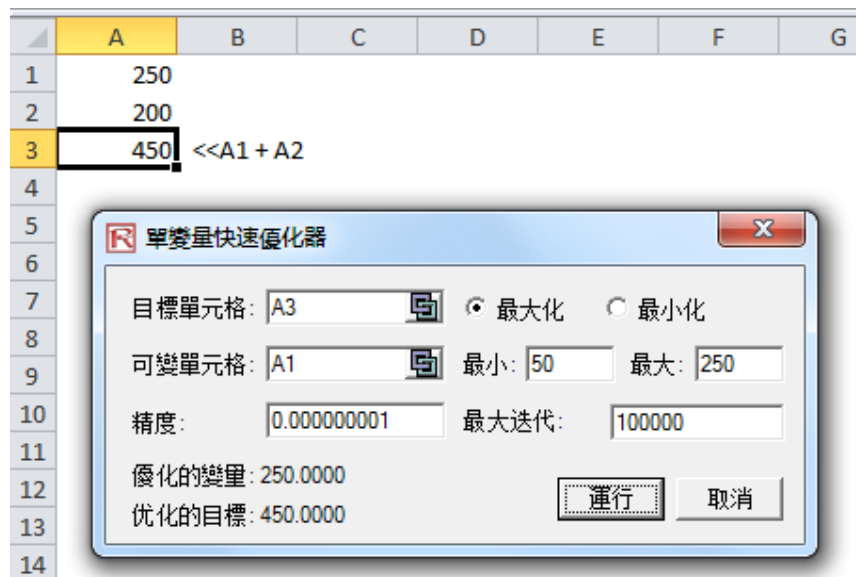 A B C D E F G
1 250
2 200
3 450 <<A1 + A2
4
5
R 單變量快速優化器 X
6
7
目標單元格: A3 最大化 最小化
8
可變單元格: A1 最小: 50 最大: 250
9
10
精度: 0.000000001 最大迭代: 100000
11
優化的變量: 250.0000
12
运行 取消
优化的目標: 450.0000
13
14